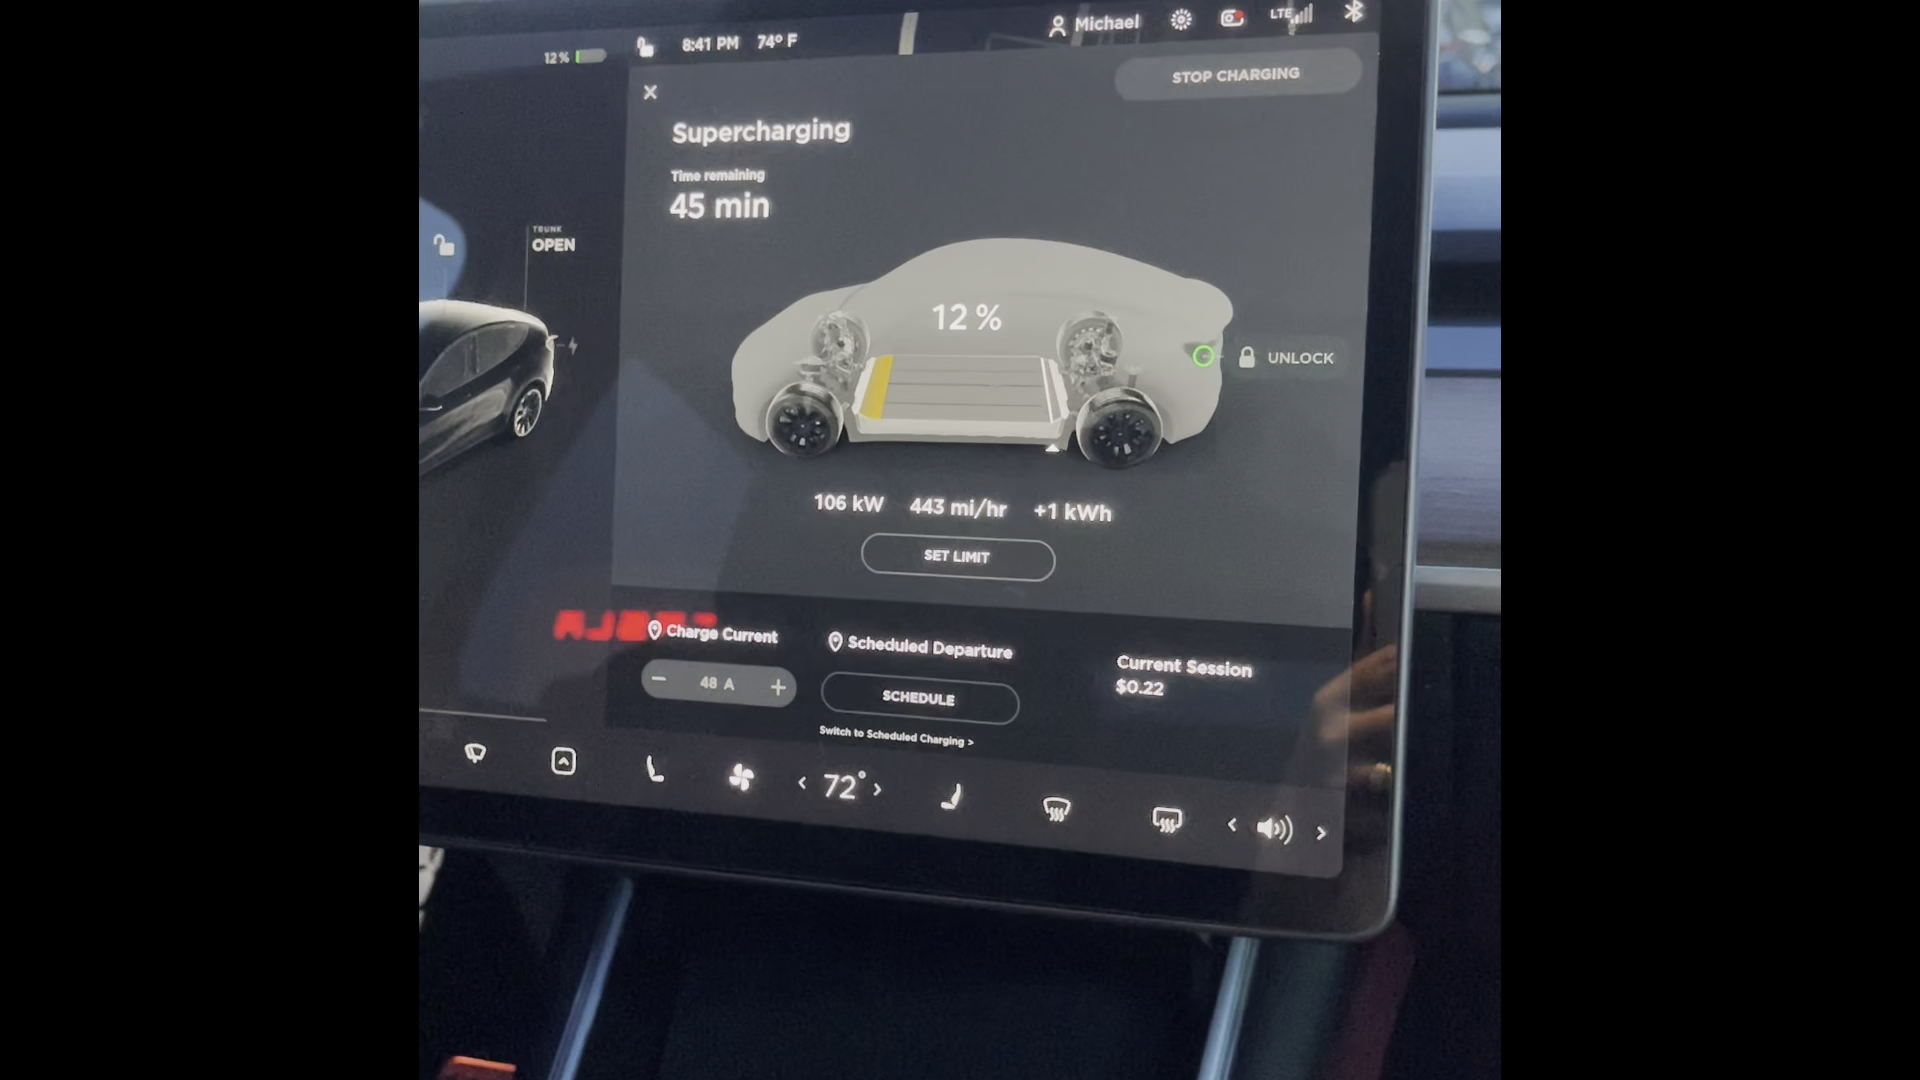 12%
8:41 PM 74° F
Michael
LTE
STOP CHARGING
Supercharging
Time remaining
45 min
TRUNK
OPEN
12 %
UNLOCK
106 kW 443 mi/hr +1 kWh
SET LIMIT
Charge Current
48 A
Scheduled Departure
SCHEDULE
Switch to Scheduled Charging >
Current Session
$0.22
72°